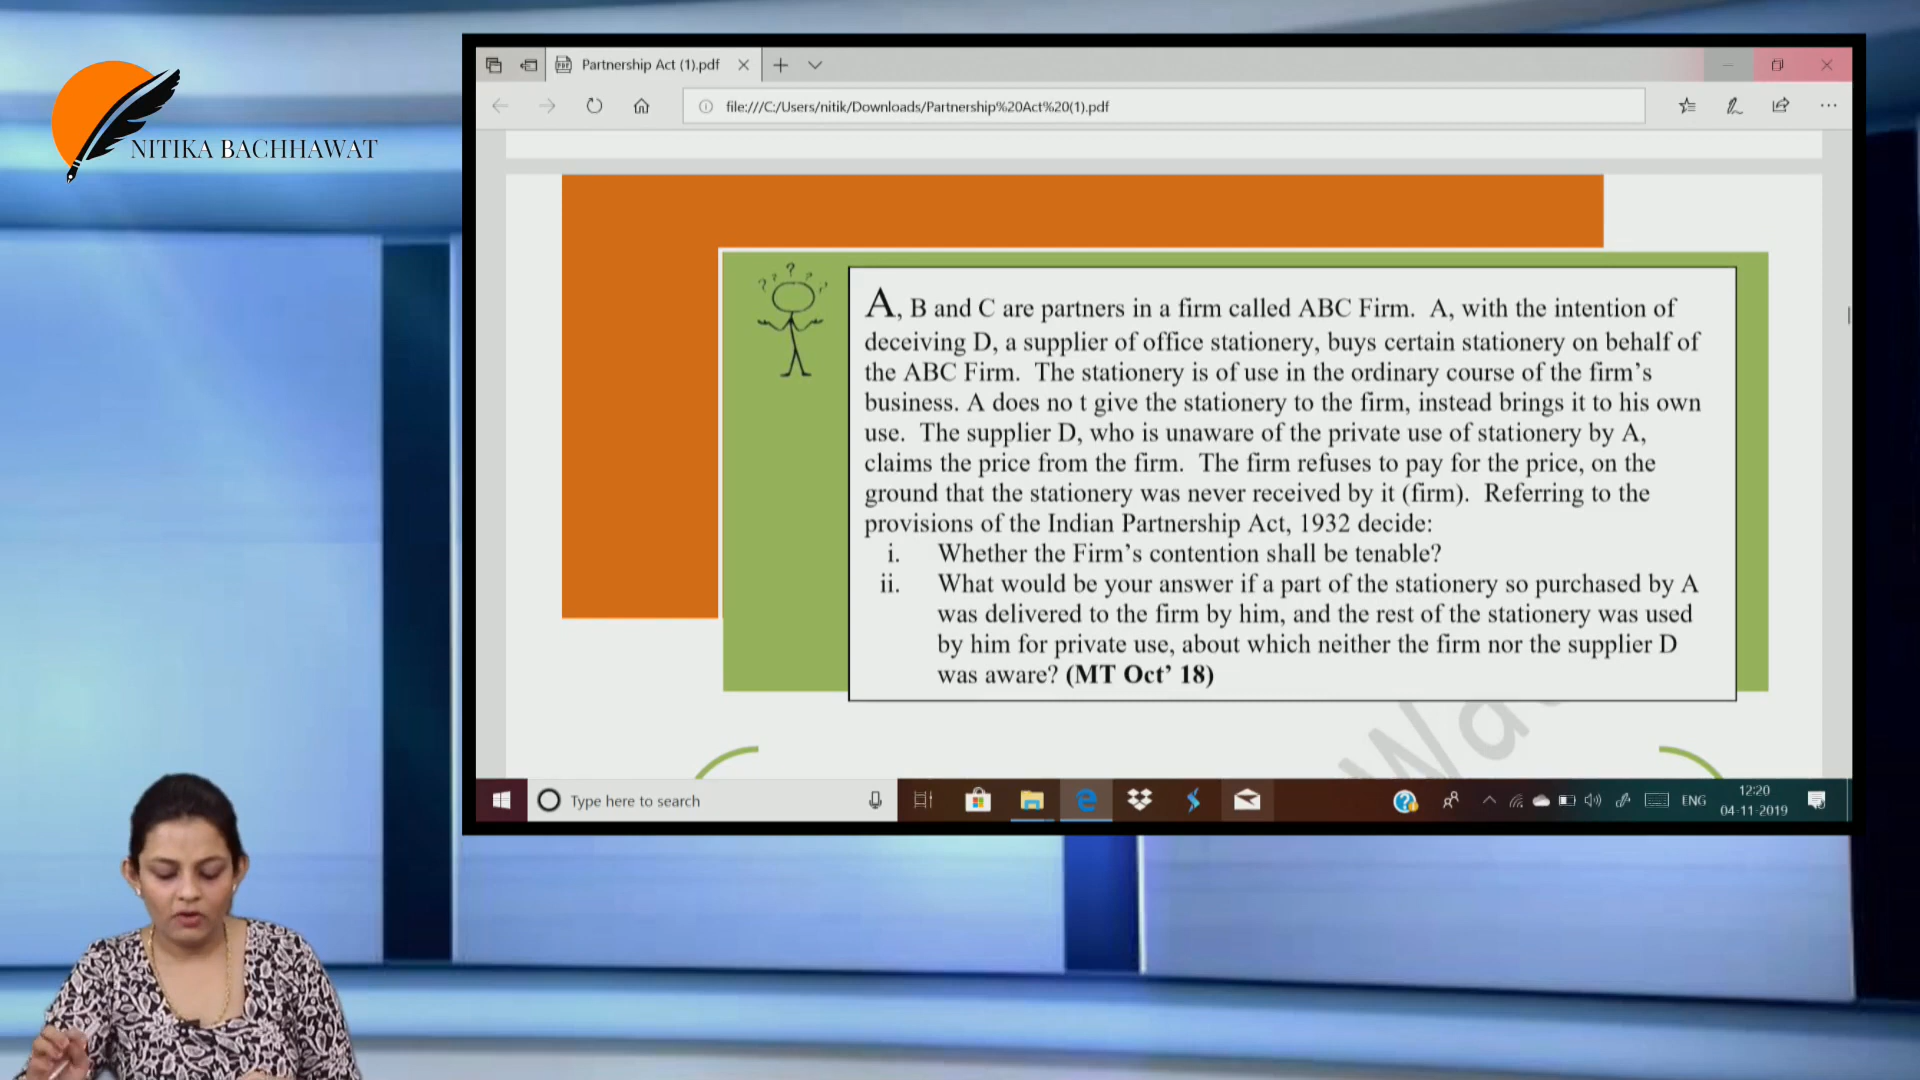 NITIKA BACHHAWAT
Partnership Act (1).pdf
file:///C:/Users/nitik/Downloads/Partnership%20Act%20(1).pdf
? ? ? ? ?
A, B and C are partners in a firm called ABC Firm. A, with the intention of
deceiving D, a supplier of office stationery, buys certain stationery on behalf of
the ABC Firm. The stationery is of use in the ordinary course of the firm's
business. A does no t give the stationery to the firm, instead brings it to his own
use. The supplier D, who is unaware of the private use of stationery by A,
claims the price from the firm. The firm refuses to pay for the price, on the
ground that the stationery was never received by it (firm). Referring to the
provisions of the Indian Partnership Act, 1932 decide:
i. Whether the Firm's contention shall be tenable?
ii. What would be your answer if a part of the stationery so purchased by A
was delivered to the firm by him, and the rest of the stationery was used
by him for private use, about which neither the firm nor the supplier D
was aware? (MT Oct' 18)
Type here to search
ENG
12:20
04-11-2019